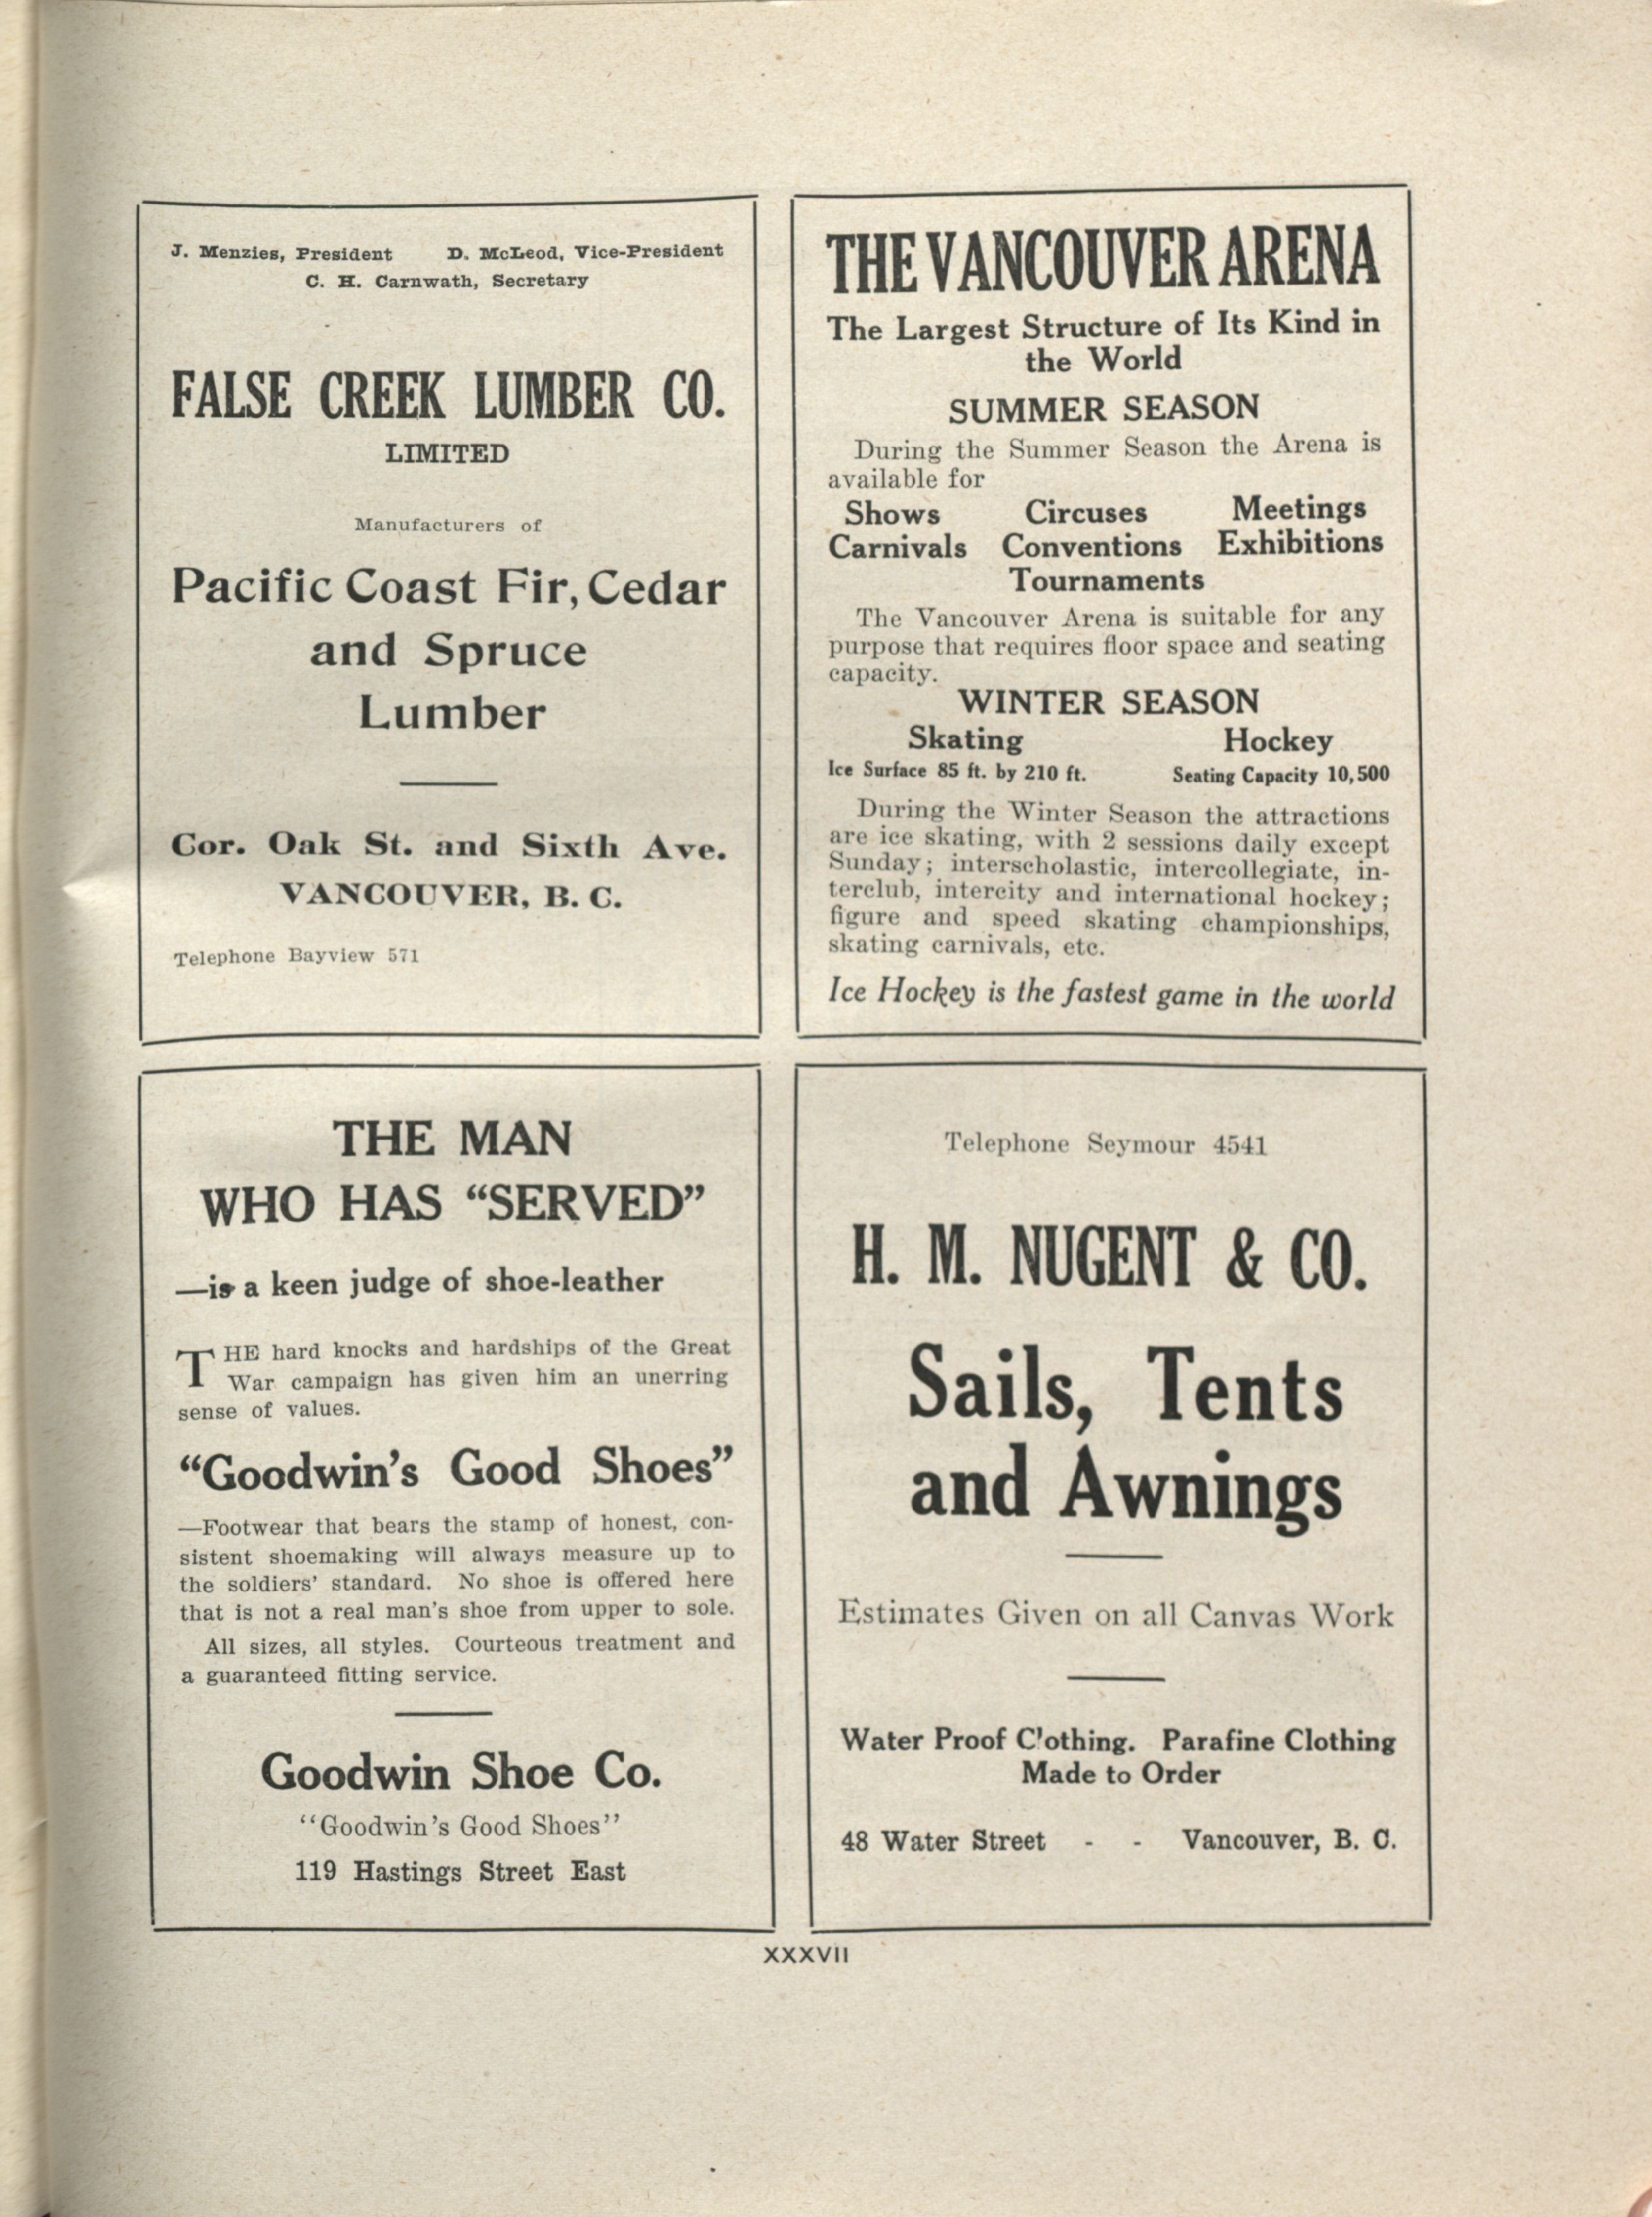 J. Menzies, President D. McLeod, Vice-President
C. H. Carnwath, Secretary
FALSE CREEK LUMBER CO.
LIMITED
Manufacturers of
Pacific Coast Fir, Cedar
and Spruce
Lumber
Cor. Oak St. and Sixth Ave.
VANCOUVER, B. C.
Telephone Bayview 571
THE VANCOUVER ARENA
The Largest Structure of Its Kind in
the World
SUMMER SEASON
During the Summer Season the Arena is
available for
Shows Circuses Meetings
Carnivals Conventions Exhibitions
Tournaments
The Vancouver Arena is suitable for any
purpose that requires floor space and seating
capacity.
WINTER SEASON
Skating Hockey
Ice Surface 85 ft. by 210 ft. Seating Capacity 10,500
During the Winter Season the attractions
are ice skating, with 2 sessions daily except
Sunday; interscholastic, intercollegiate, in-
terclub, intercity and international hockey;
figure and speed skating championships,
skating carnivals, etc.
Ice Hockey is the fastest game in the world
THE MAN
WHO HAS “SERVED”
—is a keen judge of shoe-leather
THE hard knocks and hardships of the Great
War campaign has given him an unerring
sense of values.
“Goodwin’s Good Shoes”
—Footwear that bears the stamp of honest, con-
sistent shoemaking will always measure up to
the soldiers’ standard. No shoe is offered here
that is not a real man’s shoe from upper to sole.
All sizes, all styles. Courteous treatment and
a guaranteed fitting service.
Goodwin Shoe Co.
“Goodwin’s Good Shoes”
119 Hastings Street East
Telephone Seymour 4541
H. M. NUGENT & CO.
Sails, Tents
and Awnings
Estimates Given on all Canvas Work
Water Proof C'othing. Parafine Clothing
Made to Order
48 Water Street - - Vancouver, B. C.
XXXVII